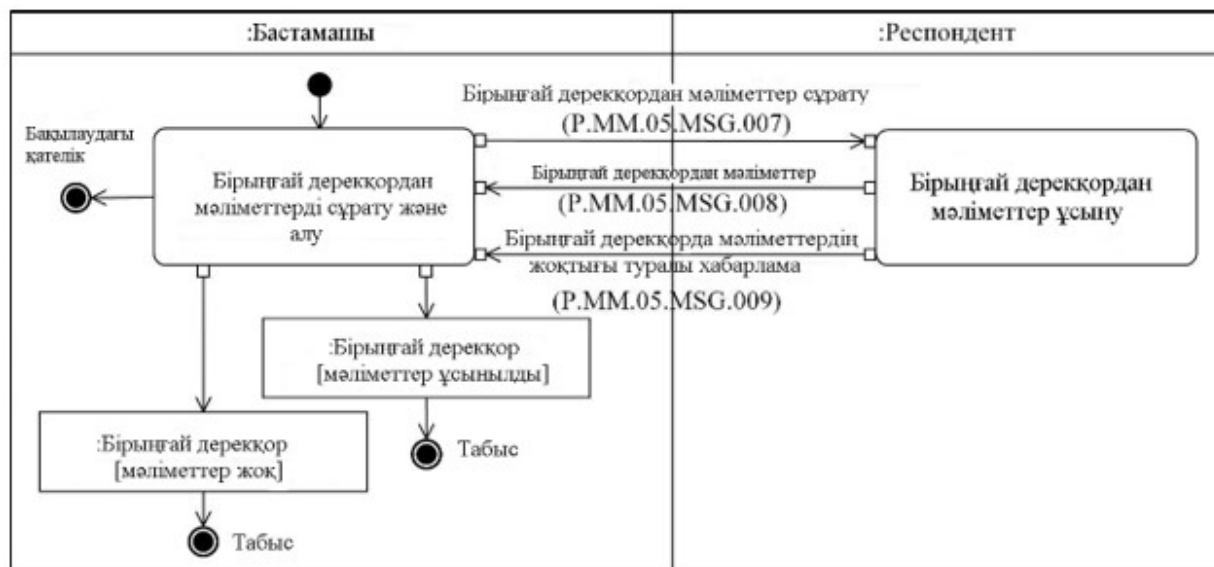 :Бастамашы
:Респондент
Бірыңғай дерекқордан мәліметтер сұрату
(P.MM.05.MSG.007)
Бақылаудағы
қателік
Бірыңғай дерекқордан
мәліметтерді сұрату және
алу
Бірыңғай дерекқордан мәліметтер
(P.MM.05.MSG.008)
Бірыңғай дерекқордан
мәліметтер ұсыну
Бірыңғай дерекқорда мәліметтердің
жоқтығы туралы хабарлама
(P.MM.05.MSG.009)
:Бірыңғай дерекқор
[мәліметтер ұсынылды]
:Бірыңғай дерекқор
[мәліметтер жоқ]
Табыс
Табыс